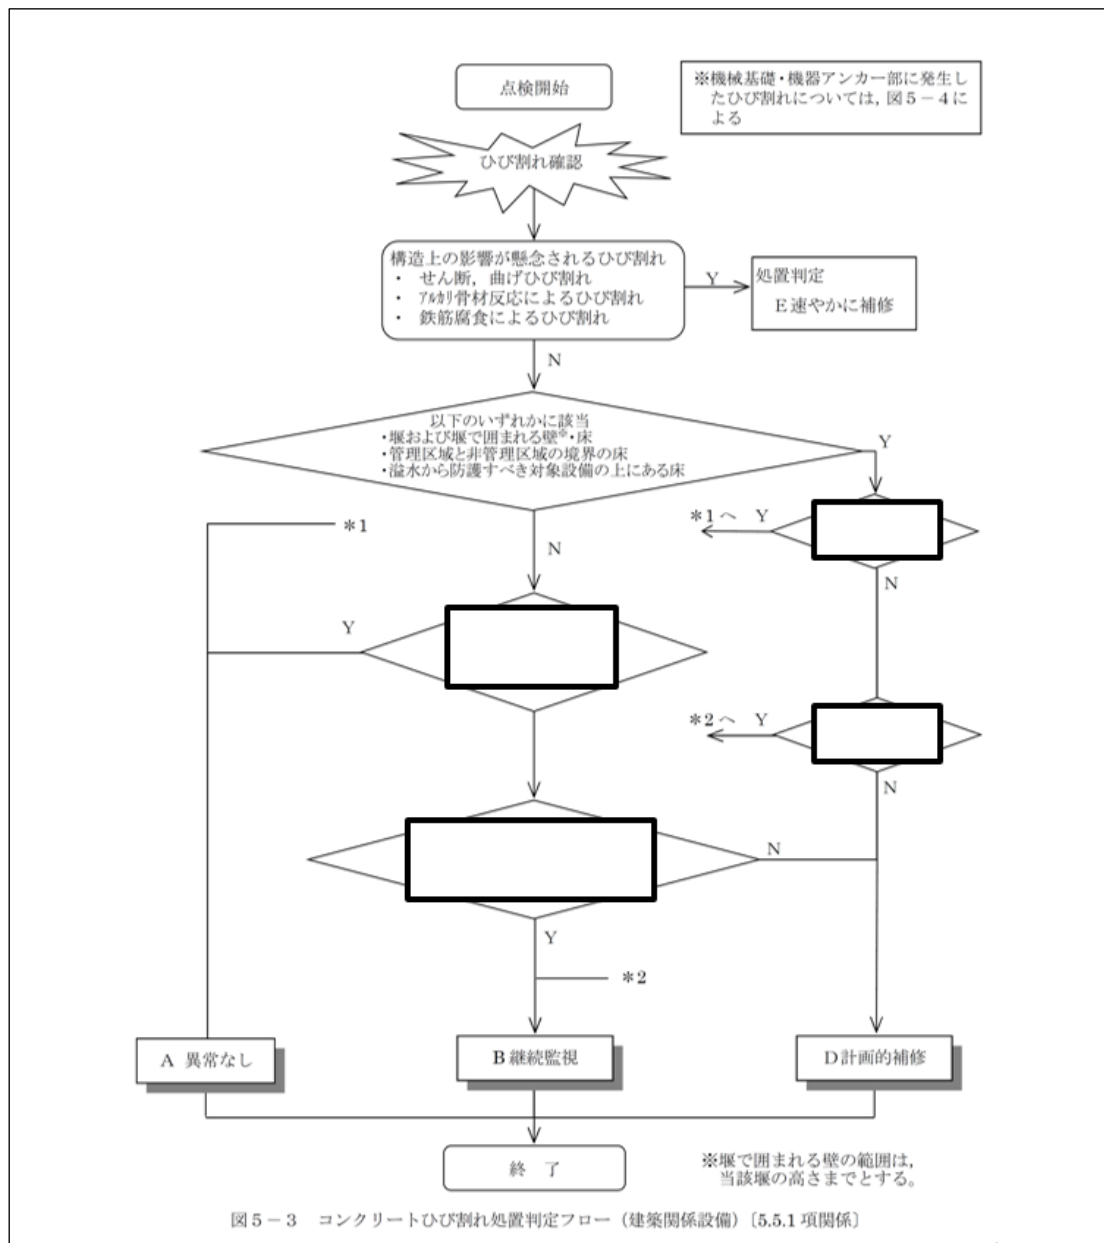 点検開始
※機械基礎・機器アンカー部に発生し
たひび割れについては,図5-4に
よる
ひび割れ確認
構造上の影響が懸念されるひび割れ
・ せん断,曲げひび割れ
・ ｱﾙｶﾘ骨材反応によるひび割れ
・ 鉄筋腐食によるひび割れ
Y
処置判定
E速やかに補修
N
以下のいずれかに該当
・堰および堰で囲まれる壁※・床
・管理区域と非管理区域の境界の床
・溢水から防護すべき対象設備の上にある床
Y
*1
*1へ Y
N
N
Y
*2へ Y
N
N
Y
*2
A 異常なし
B継続監視
D計画的補修
終 了
※堰で囲まれる壁の範囲は,
当該堰の高さまでとする。
図5-3 コンクリートひび割れ処置判定フロー(建築関係設備)〔5.5.1項関係〕